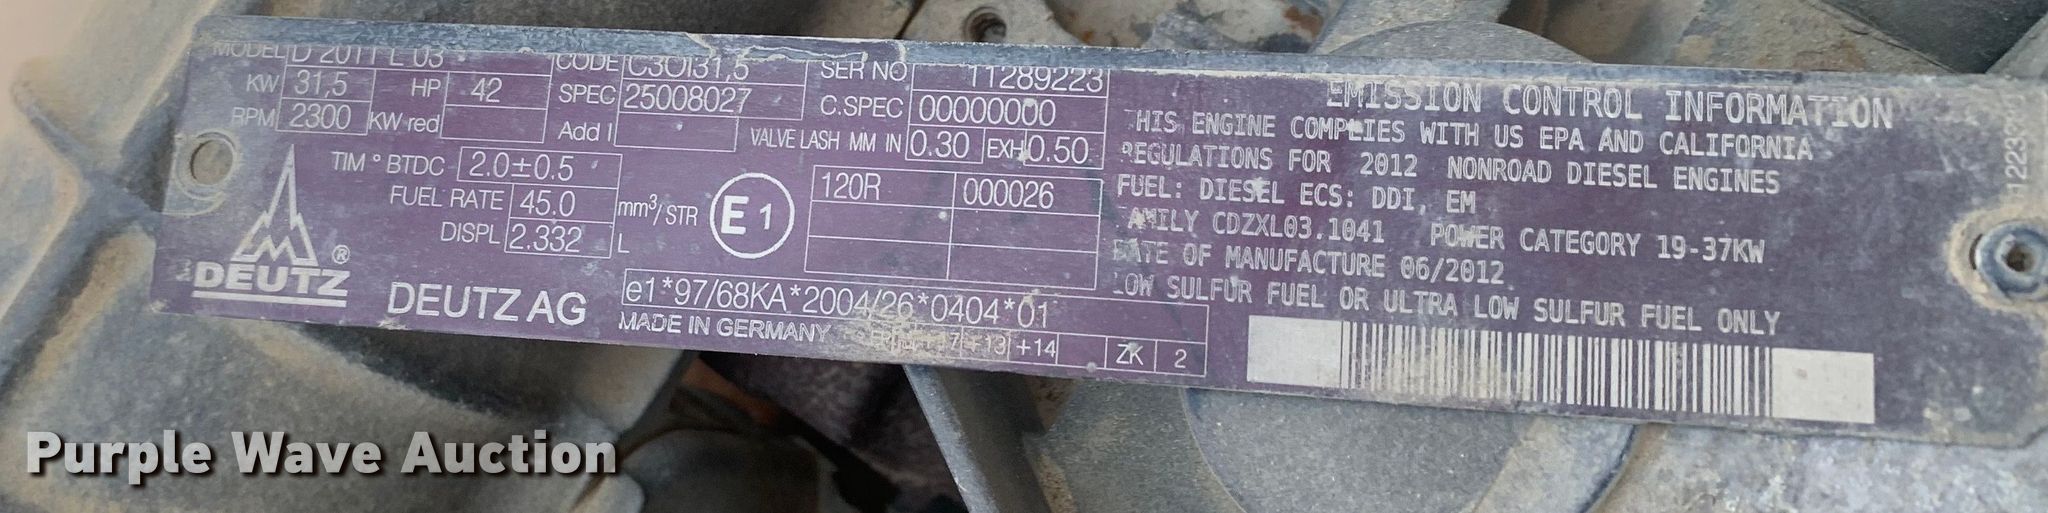 MODEL D 2011 L 03 CODE C3OI31,5 SER NO 11289223
KW 31,5 HP 42 SPEC 25008027 C.SPEC 00000000
RPM 2300 KW red Add I VALVE LASH MM IN 0.30 EXH 0.50
TIM ° BTDC 2.0±0.5
FUEL RATE 45.0 mm³/STR
DISPL 2.332 L
E1
120R 000026
DEUTZ ®
DEUTZ AG
e1*97/68KA*2004/26*0404*01
MADE IN GERMANY +13 +14 ZK 2
EMISSION CONTROL INFORMATION
THIS ENGINE COMPLIES WITH US EPA AND CALIFORNIA
REGULATIONS FOR 2012 NONROAD DIESEL ENGINES
FUEL: DIESEL ECS: DDI, EM
FAMILY CDZXL03.1041 POWER CATEGORY 19-37KW
DATE OF MANUFACTURE 06/2012
LOW SULFUR FUEL OR ULTRA LOW SULFUR FUEL ONLY
Purple Wave Auction